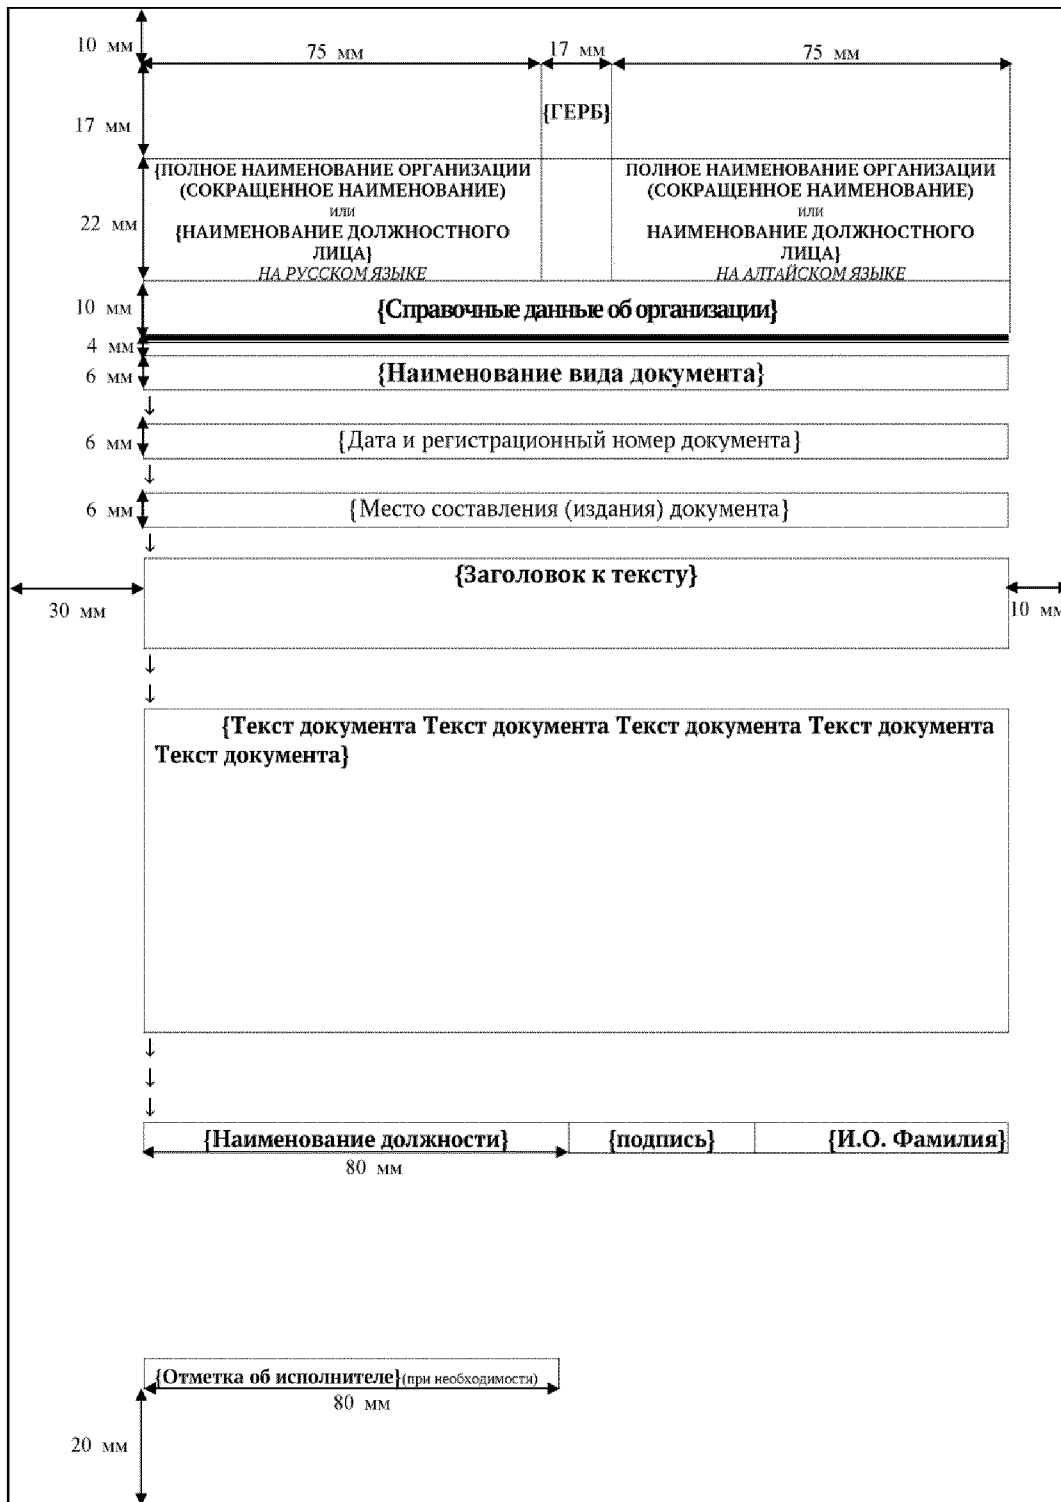 10 мм
75 мм
17 мм
75 мм
{ГЕРБ}
17 мм
{ПОЛНОЕ НАИМЕНОВАНИЕ ОРГАНИЗАЦИИ
(СОКРАЩЕННОЕ НАИМЕНОВАНИЕ)
или
{НАИМЕНОВАНИЕ ДОЛЖНОСТНОГО
ЛИЦА}
НА РУССКОМ ЯЗЫКЕ
ПОЛНОЕ НАИМЕНОВАНИЕ ОРГАНИЗАЦИИ
(СОКРАЩЕННОЕ НАИМЕНОВАНИЕ)
или
НАИМЕНОВАНИЕ ДОЛЖНОСТНОГО
ЛИЦА}
НА АЛТАЙСКОМ ЯЗЫКЕ
22 мм
10 мм
{Справочные данные об организации}
4 мм
6 мм
{Наименование вида документа}
6 мм
{Дата и регистрационный номер документа}
6 мм
{Место составления (издания) документа}
{Заголовок к тексту}
30 мм
10 мм
{Текст документа Текст документа Текст документа Текст документа
Текст документа}
{Наименование должности}
{подпись}
{И.О. Фамилия}
80 мм
{Отметка об исполнителе}(при необходимости)
80 мм
20 мм